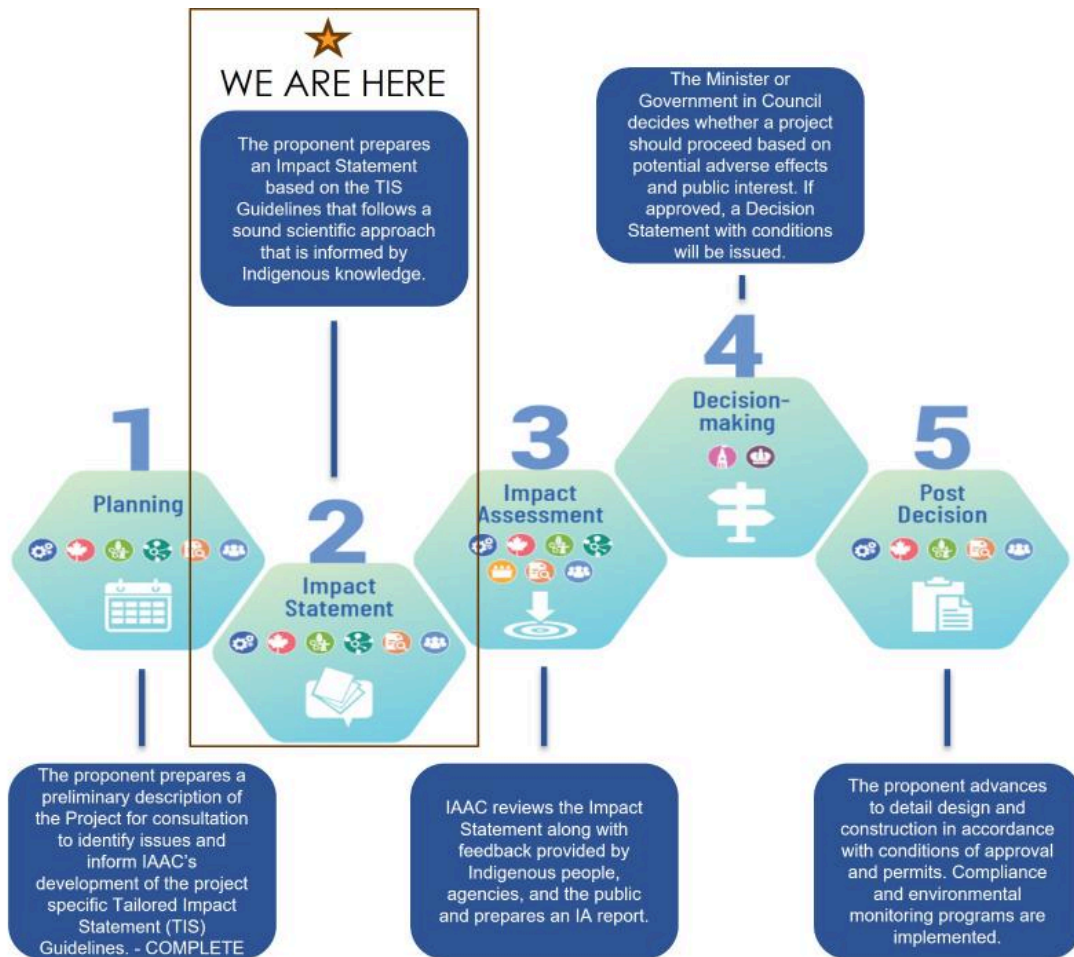 WE ARE HERE
The proponent prepares
an Impact Statement
based on the TIS
Guidelines that follows a
sound scientific approach
that is informed by
Indigenous knowledge.
The Minister or
Government in Council
decides whether a project
should proceed based on
potential adverse effects
and public interest. If
approved, a Decision
Statement with conditions
will be issued.
1
Planning
2
Impact
Statement
3
Impact
Assessment
4
Decision-
making
5
Post
Decision
The proponent prepares a
preliminary description of
the Project for consultation
to identify issues and
inform IAAC's
development of the project
specific Tailored Impact
Statement (TIS)
Guidelines. - COMPLETE
IAAC reviews the Impact
Statement along with
feedback provided by
Indigenous people,
agencies, and the public
and prepares an IA report.
The proponent advances
to detail design and
construction in accordance
with conditions of approval
and permits. Compliance
and environmental
monitoring programs are
implemented.